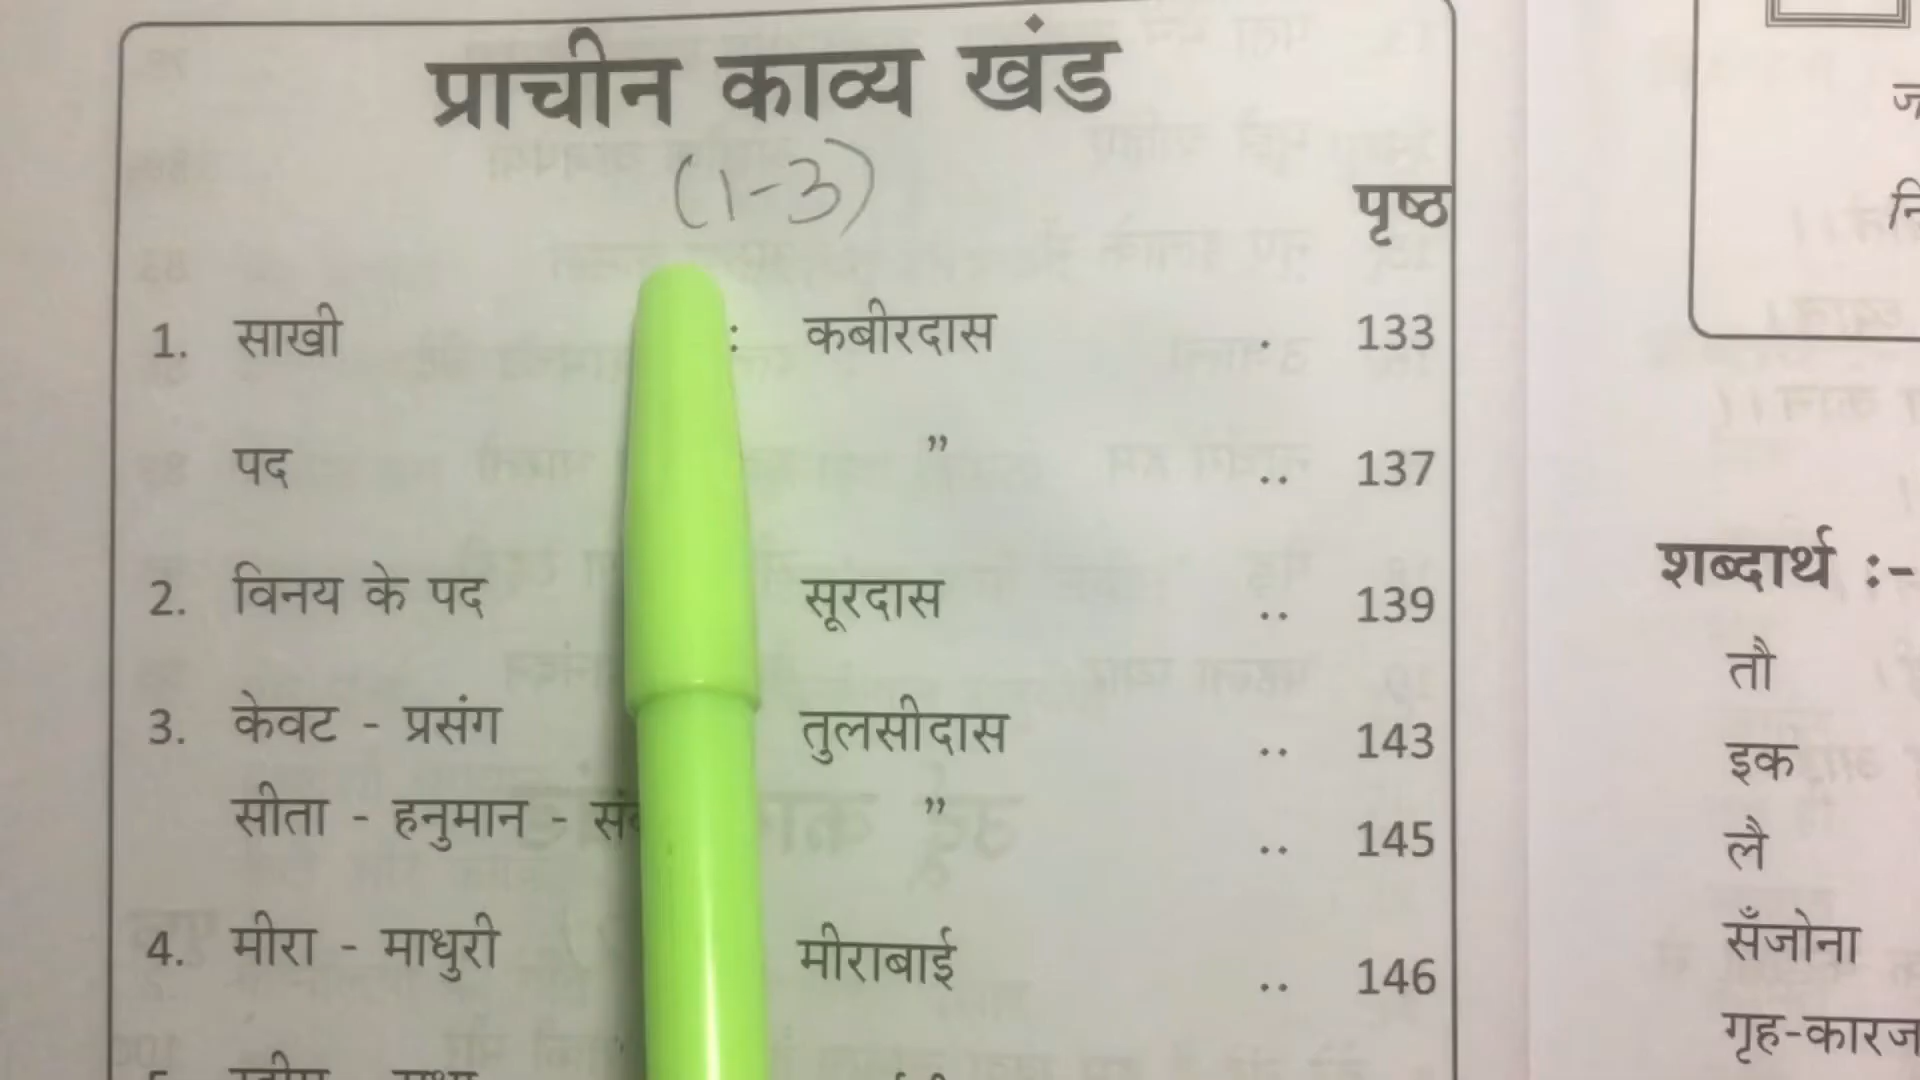 प्राचीन काव्य खंड
(1-3)
पृष्ठ
1. साखी : कबीरदास . 133
पद ” .. 137
2. विनय के पद सूरदास .. 139
3. केवट - प्रसंग तुलसीदास .. 143
सीता - हनुमान - ” .. 145
4. मीरा - माधुरी मीराबाई .. 146
शब्दार्थ :-
तौ
इक
लै
सँजोना
गृह-कारज